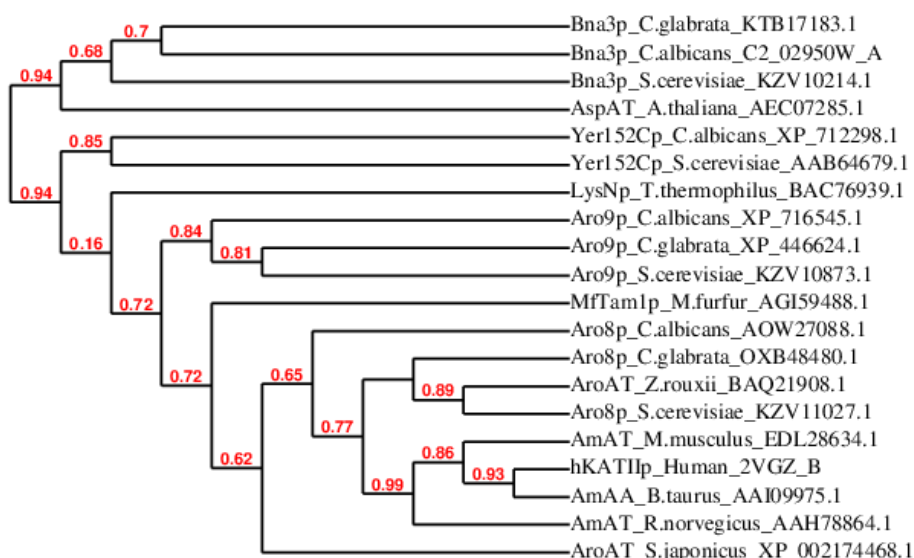 0.7
Bna3p_C.glabrata_KTB17183.1
0.68
Bna3p_C.albicans_C2_02950W_A
0.94
Bna3p_S.cerevisiae_KZV10214.1
AspAT_A.thaliana_AEC07285.1
0.85
Yer152Cp_C.albicans_XP_712298.1
Yer152Cp_S.cerevisiae_AAB64679.1
0.94
LysNp_T.thermophilus_BAC76939.1
0.84
Aro9p_C.albicans_XP_716545.1
0.16
0.81
Aro9p_C.glabrata_XP_446624.1
Aro9p_S.cerevisiae_KZV10873.1
0.72
MfTam1p_M.furfur_AGI59488.1
Aro8p_C.albicans_AOW27088.1
Aro8p_C.glabrata_OXB48480.1
0.72
0.65
0.89
AroAT_Z.rouxii_BAQ21908.1
Aro8p_S.cerevisiae_KZV11027.1
0.77
AmAT_M.musculus_EDL28634.1
0.86
hKATIIp_Human_2VGZ_B
0.62
0.99
0.93
AmAA_B.taurus_AAI09975.1
AmAT_R.norvegicus_AAH78864.1
AroAT_S.japonicus_XP_002174468.1